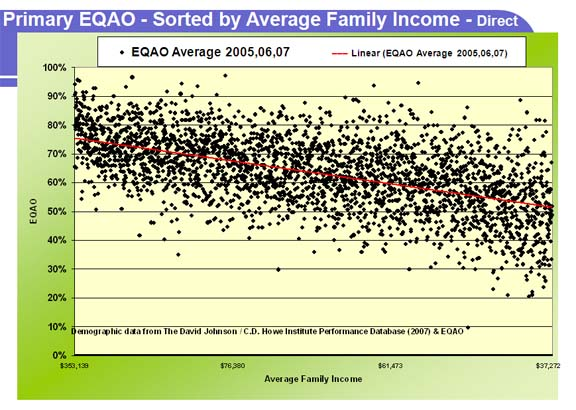 Primary EQAO - Sorted by Average Family Income - Direct
EQAO Average 2005,06,07 Linear (EQAO Average 2005,06,07)
100%
90%
80%
70%
60%
50%
40%
30%
20%
10%
0%
EQAO
Demographic data from The David Johnson / C.D. Howe Institute Performance Database (2007) & EQAO
$353,139 $76,380 $61,473 $37,272
Average Family Income